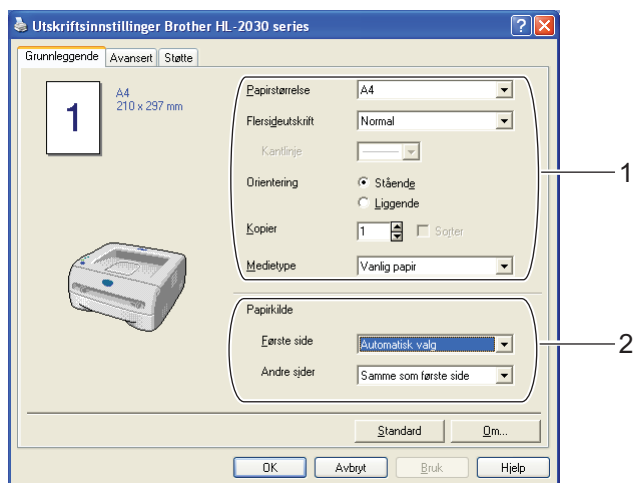 Utskriftsinnstillinger Brother HL-2030 series
Grunnleggende Avansert Støtte
1
A4
210 x 297 mm
Papirstørrelse A4
Flersideutskrift Normal
Kantlinje
Orientering Stående
Liggende
Kopier 1 Sorter
Medietype Vanlig papir
1
Papirkilde
Første side Automatisk valg
Andre sider Samme som første side
2
Standard Om...
OK Avbryt Bruk Hjelp